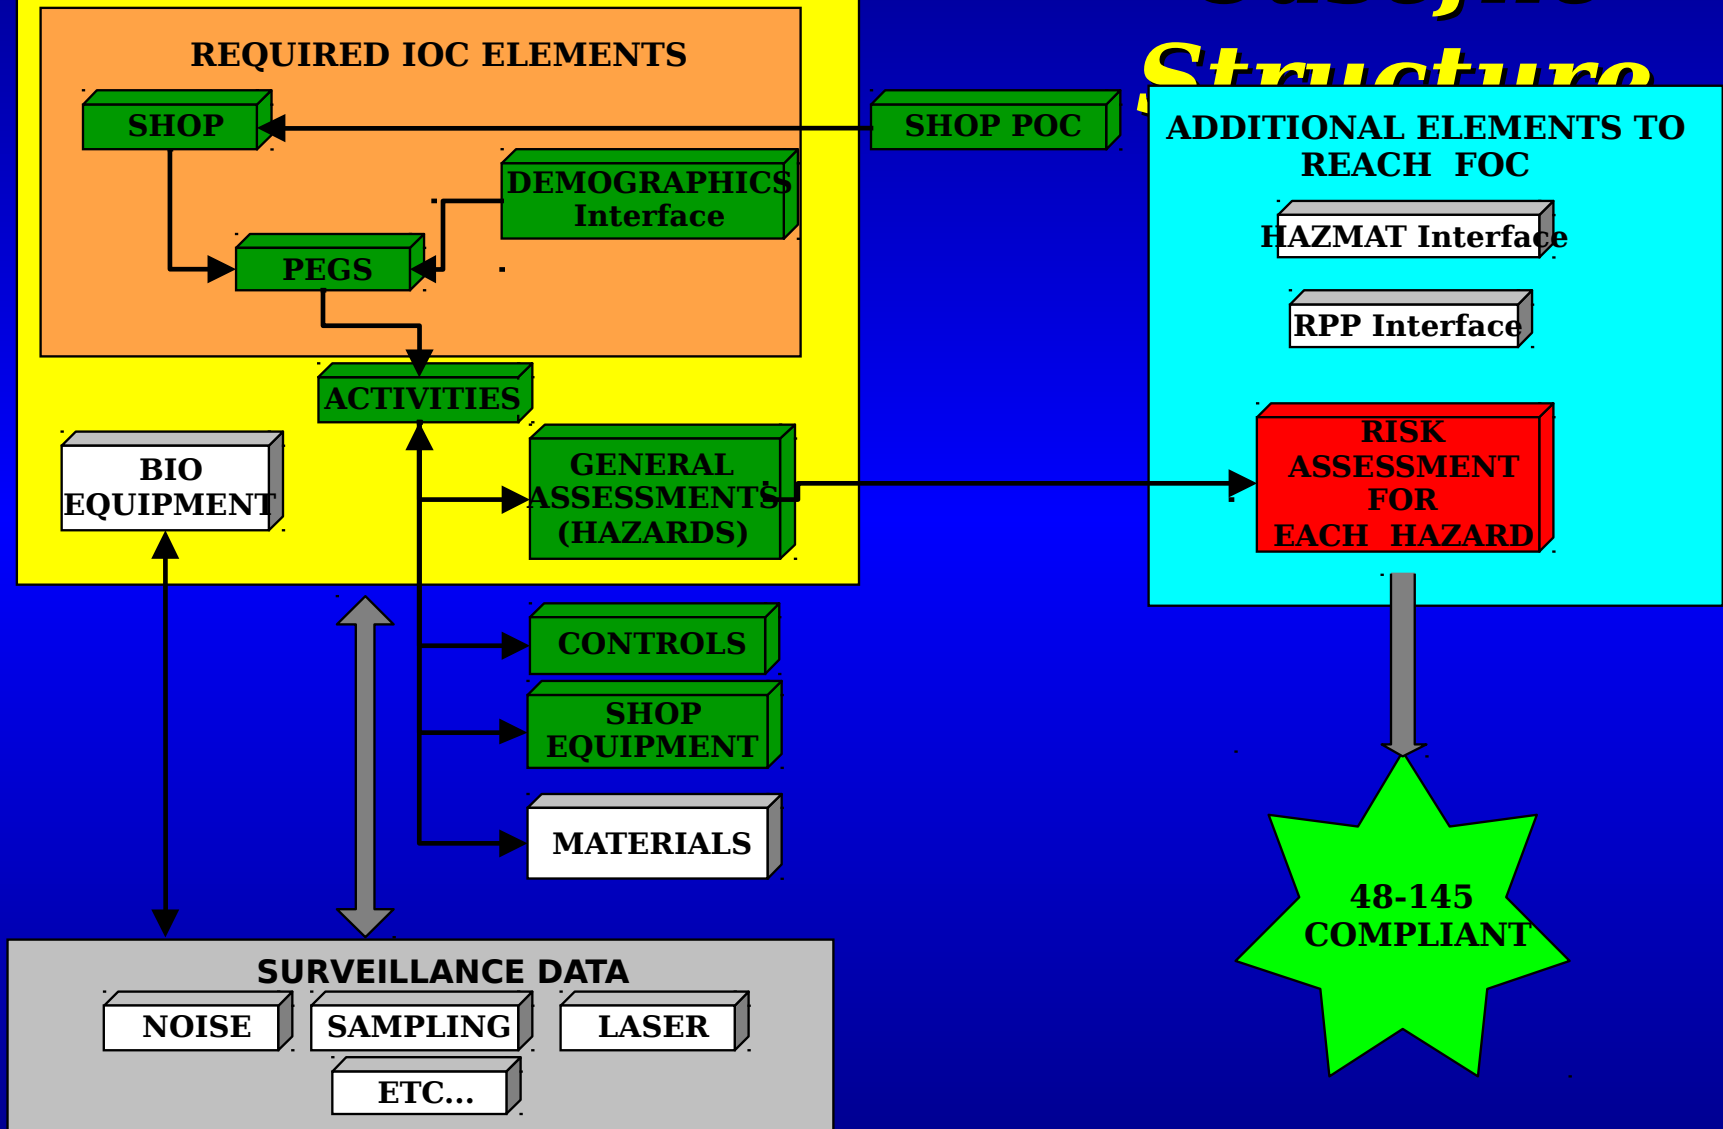 Structure
REQUIRED IOC ELEMENTS
SHOP
SHOP POC
DEMOGRAPHICS
Interface
PEGS
ACTIVITIES
BIO
EQUIPMENT
GENERAL
ASSESSMENTS
(HAZARDS)
CONTROLS
SHOP
EQUIPMENT
MATERIALS
ADDITIONAL ELEMENTS TO
REACH FOC
HAZMAT Interface
RPP Interface
RISK
ASSESSMENT
FOR
EACH HAZARD
48-145
COMPLIANT
SURVEILLANCE DATA
NOISE
SAMPLING
LASER
ETC...